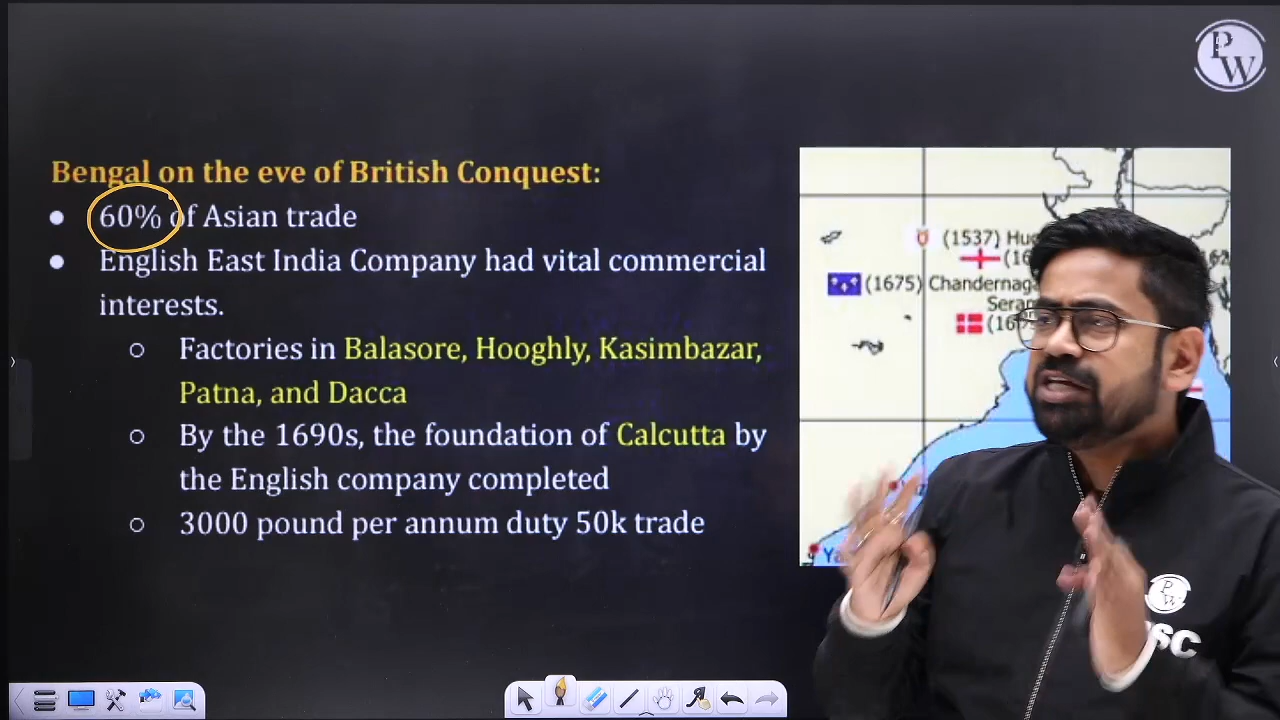 P
W
Bengal on the eve of British Conquest:
● 60% of Asian trade
● English East India Company had vital commercial
interests.
○ Factories in Balasore, Hooghly, Kasimbazar,
Patna, and Dacca
○ By the 1690s, the foundation of Calcutta by
the English company completed
○ 3000 pound per annum duty 50k trade
(1537)
(1675)
P
W